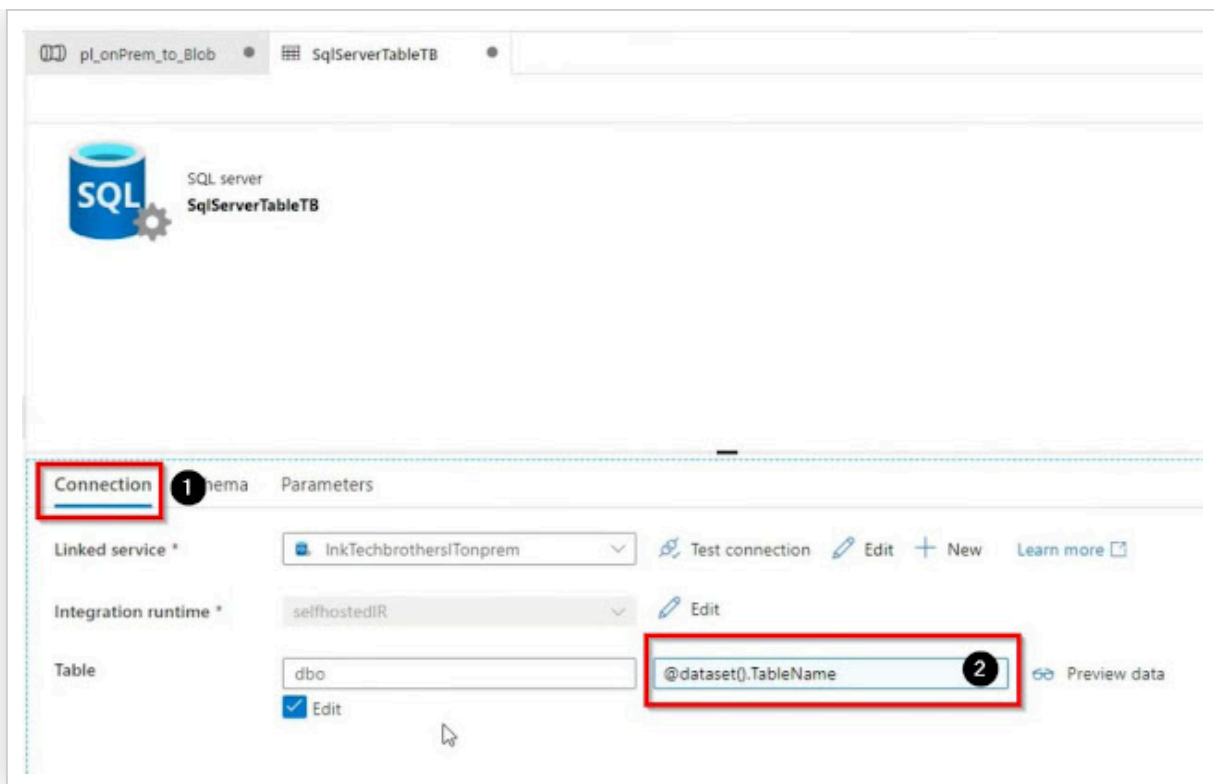 pl_onPrem_to_Blob SqlServerTableTB
SQL
SQL server
SqlServerTableTB
Connection 1 hema Parameters
Linked service * lnkTechbrothersITonprem Test connection Edit New Learn more
Integration runtime * selfhostedIR Edit
Table dbo @dataset().TableName 2 Preview data
Edit